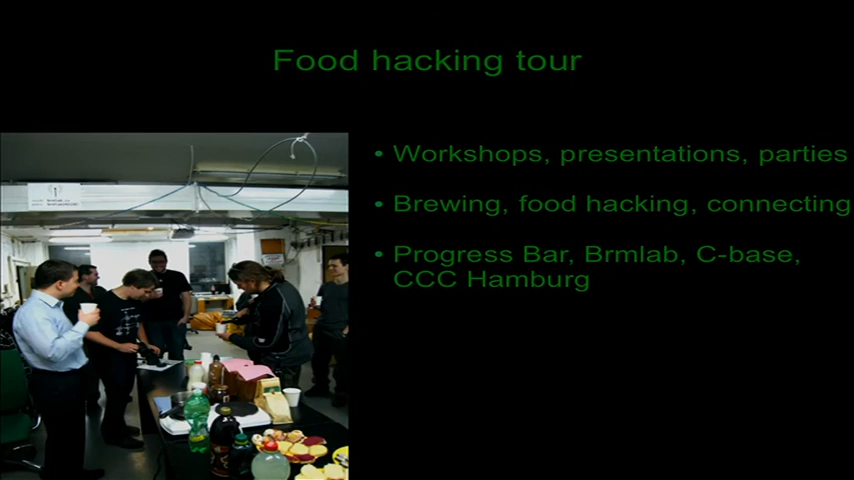 Food hacking tour
• Workshops, presentations, parties
• Brewing, food hacking, connecting
• Progress Bar, Brmlab, C-base,
CCC Hamburg